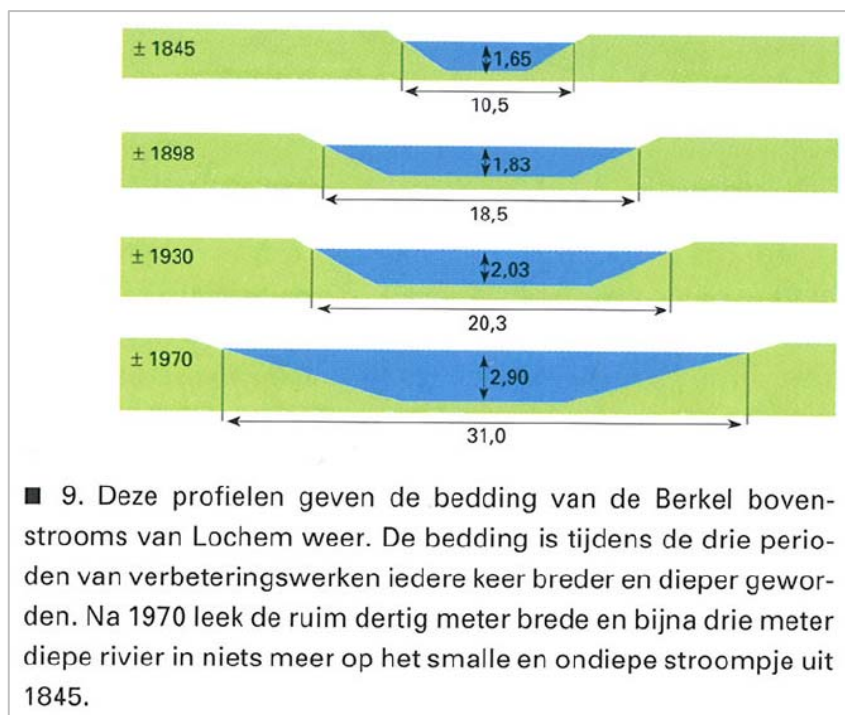 ± 1845
1,65
10,5
± 1898
1,83
18,5
± 1930
2,03
20,3
± 1970
2,90
31,0
■ 9. Deze profielen geven de bedding van de Berkel boven-
strooms van Lochem weer. De bedding is tijdens de drie perio-
den van verbeteringswerken iedere keer breder en dieper gewor-
den. Na 1970 leek de ruim dertig meter brede en bijna drie meter
diepe rivier in niets meer op het smalle en ondiepe stroompje uit
1845.